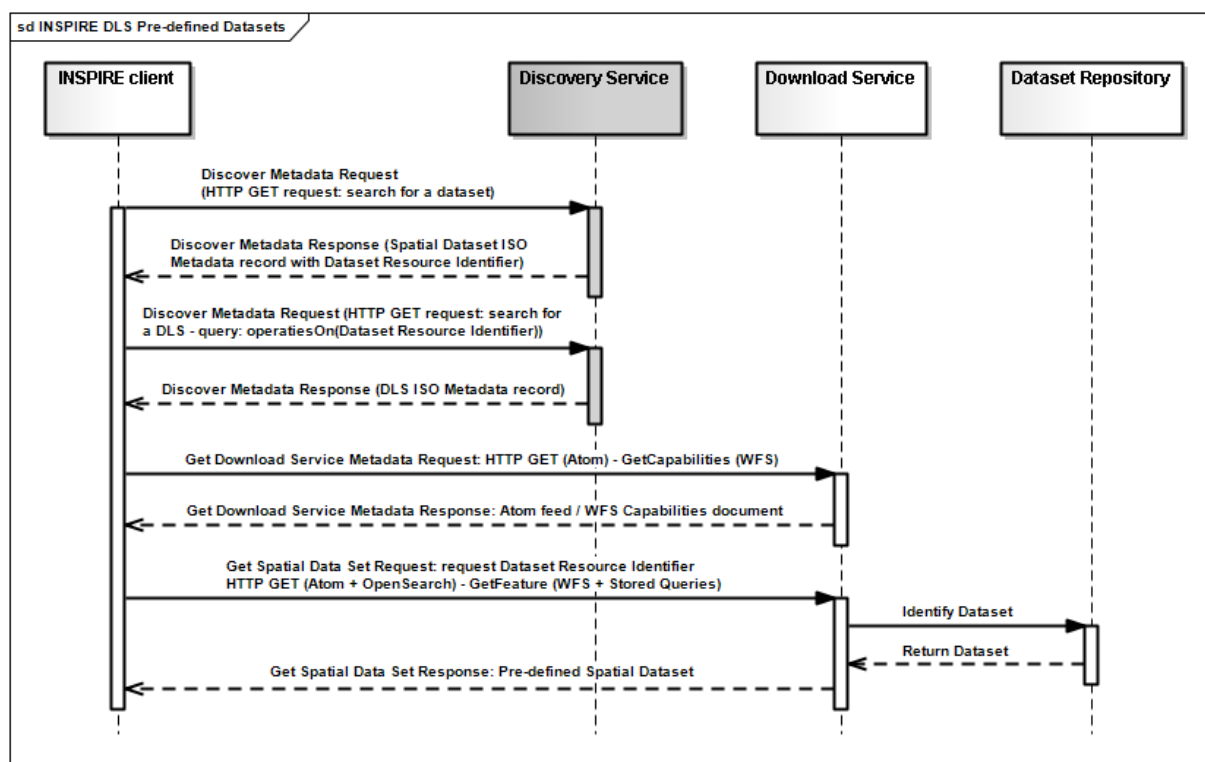 sd INSPIRE DLS Pre-defined Datasets
INSPIRE client
Discovery Service
Download Service
Dataset Repository
Discover Metadata Request
(HTTP GET request: search for a dataset)
Discover Metadata Response (Spatial Dataset ISO
Metadata record with Dataset Resource Identifier)
Discover Metadata Request (HTTP GET request: search for
a DLS - query: operatiesOn(Dataset Resource Identifier))
Discover Metadata Response (DLS ISO Metadata record)
Get Download Service Metadata Request: HTTP GET (Atom) - GetCapabilities (WFS)
Get Download Service Metadata Response: Atom feed / WFS Capabilities document
Get Spatial Data Set Request: request Dataset Resource Identifier
HTTP GET (Atom + OpenSearch) - GetFeature (WFS + Stored Queries)
Identify Dataset
Return Dataset
Get Spatial Data Set Response: Pre-defined Spatial Dataset